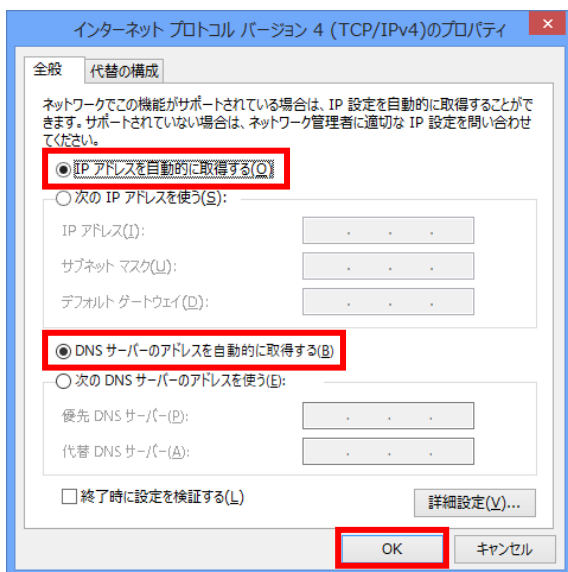 インターネット プロトコル バージョン 4 (TCP/IPv4)のプロパティ
×
全般
代替の構成
ネットワークでこの機能がサポートされている場合は、IP 設定を自動的に取得することがで
きます。サポートされていない場合は、ネットワーク管理者に適切な IP 設定を問い合わせ
てください。
IP アドレスを自動的に取得する(O)
次の IP アドレスを使う(S):
IP アドレス(I):
サブネット マスク(U):
デフォルト ゲートウェイ(D):
DNS サーバーのアドレスを自動的に取得する(B)
次の DNS サーバーのアドレスを使う(E):
優先 DNS サーバー(P):
代替 DNS サーバー(A):
終了時に設定を検証する(L)
詳細設定(V)...
OK
キャンセル